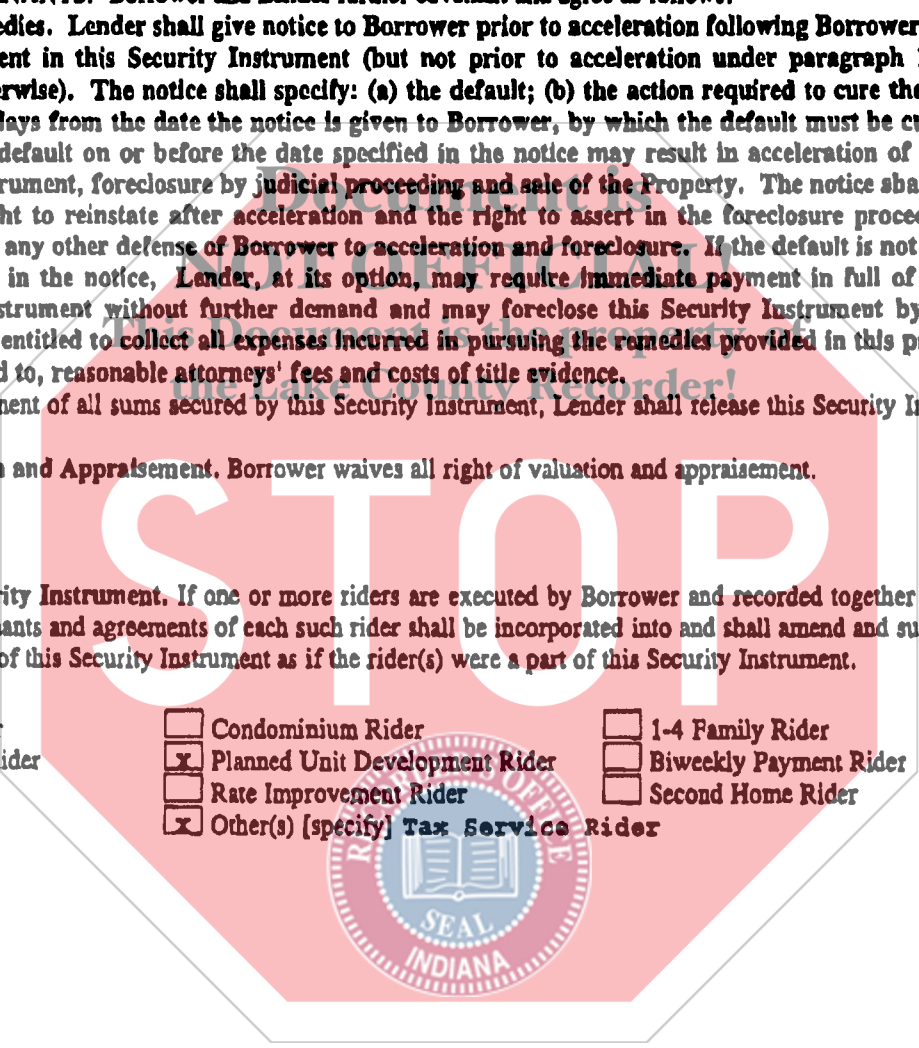 edies. Lender shall give notice to Borrower prior to acceleration following Borrower
ent in this Security Instrument (but not prior to acceleration under paragraph
erwise). The notice shall specify: (a) the default; (b) the action required to cure the
days from the date the notice is given to Borrower, by which the default must be cu
default on or before the date specified in the notice may result in acceleration of
rument, foreclosure by judicial proceeding and sale of the Property. The notice
ht to reinstate after acceleration and the right to assert in the foreclosure procee
any other defense of Borrower to acceleration and foreclosure. If the default is not
in the notice, Lender, at its option, may require immediate payment in full of
strument without further demand and may foreclose this Security Instrument by
entitled to collect all expenses incurred in pursuing the remedies provided in this p
d to, reasonable attorneys' fees and costs of title evidence.
ment of all sums secured by this Security Instrument, Lender shall release this Security In
and Appraisement. Borrower waives all right of valuation and appraisement.
rity Instrument. If one or more riders are executed by Borrower and recorded together
ants and agreements of each such rider shall be incorporated into and shall amend and su
of this Security Instrument as if the rider(s) were a part of this Security Instrument.
Condominium Rider 1-4 Family Rider
ider x Planned Unit Development Rider Biweekly Payment Rider
Rate Improvement Rider Second Home Rider
x Other(s) [specify] Tax Service Rider
Document is
NOT OFFICIAL!
This Document is the property of
the Lake County Recorder!
STOP
RECORDER'S OFFICE
SEAL
INDIANA